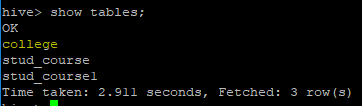 hive> show tables;
OK
college
stud_course
stud_course1
Time taken: 2.911 seconds, Fetched: 3 row(s)